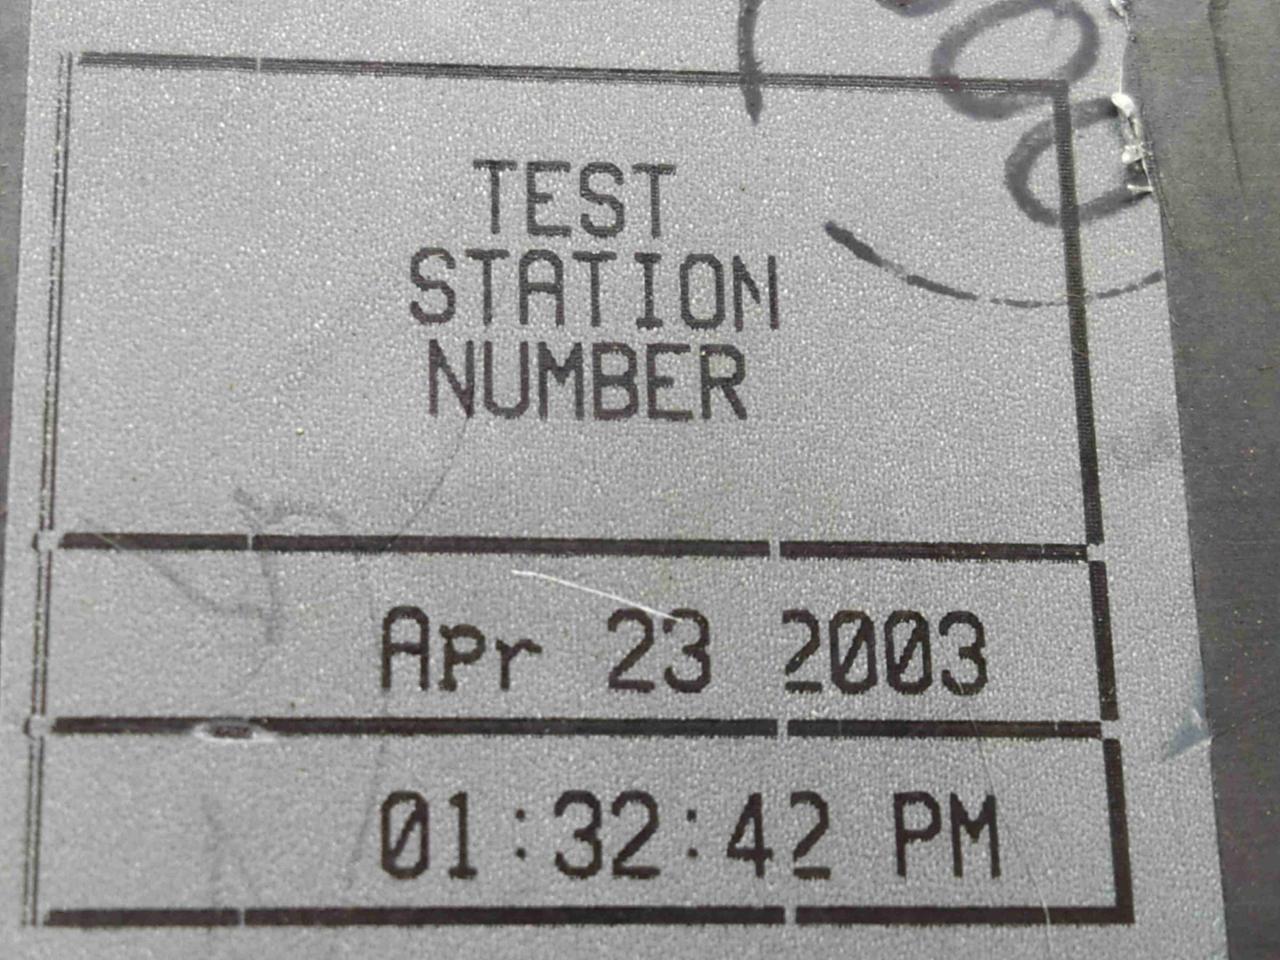 TEST
STATION
NUMBER
Apr 23 2003
01:32:42 PM